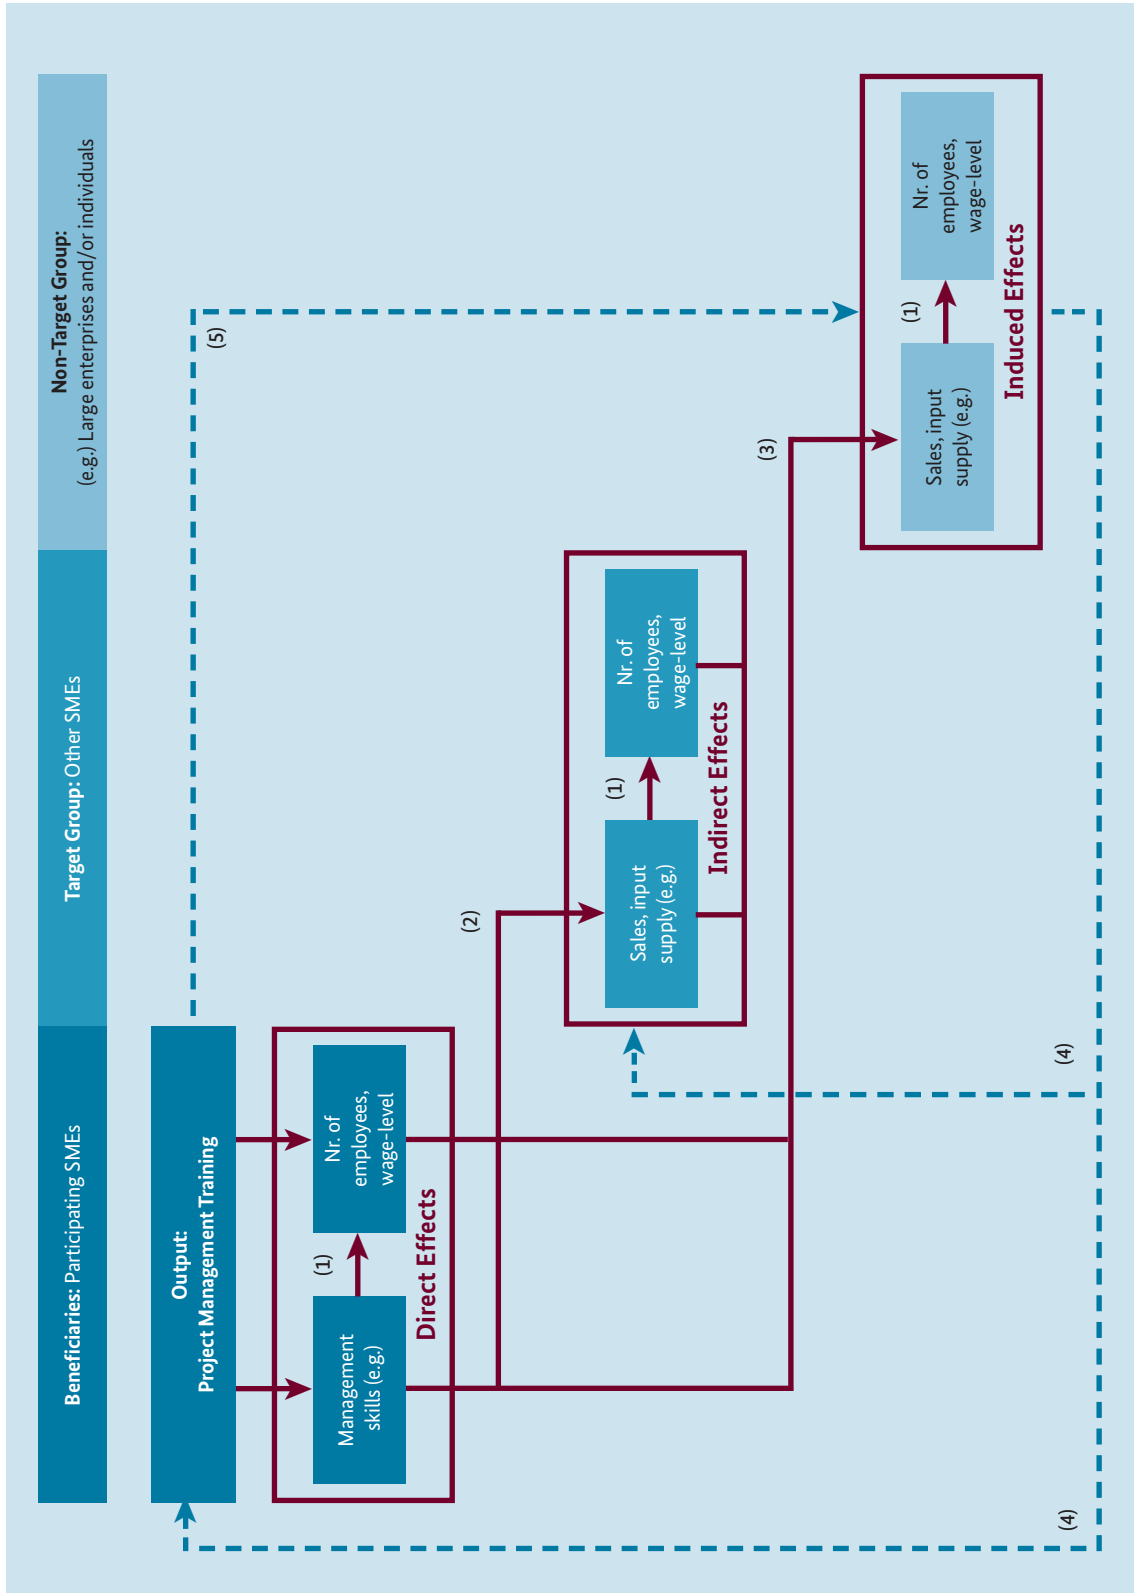 Beneficiaries: Participating SMEs
Target Group: Other SMEs
Non-Target Group:
(e.g.) Large enterprises and/or individuals
Output:
Project Management Training
(5)
Management
skills (e.g.)
(1)
Nr. of
employees,
wage-level
Direct Effects
(2)
Sales, input
supply (e.g.)
(1)
Nr. of
employees,
wage-level
Indirect Effects
(3)
Sales, input
supply (e.g.)
(1)
Nr. of
employees,
wage-level
Induced Effects
(4)
(4)